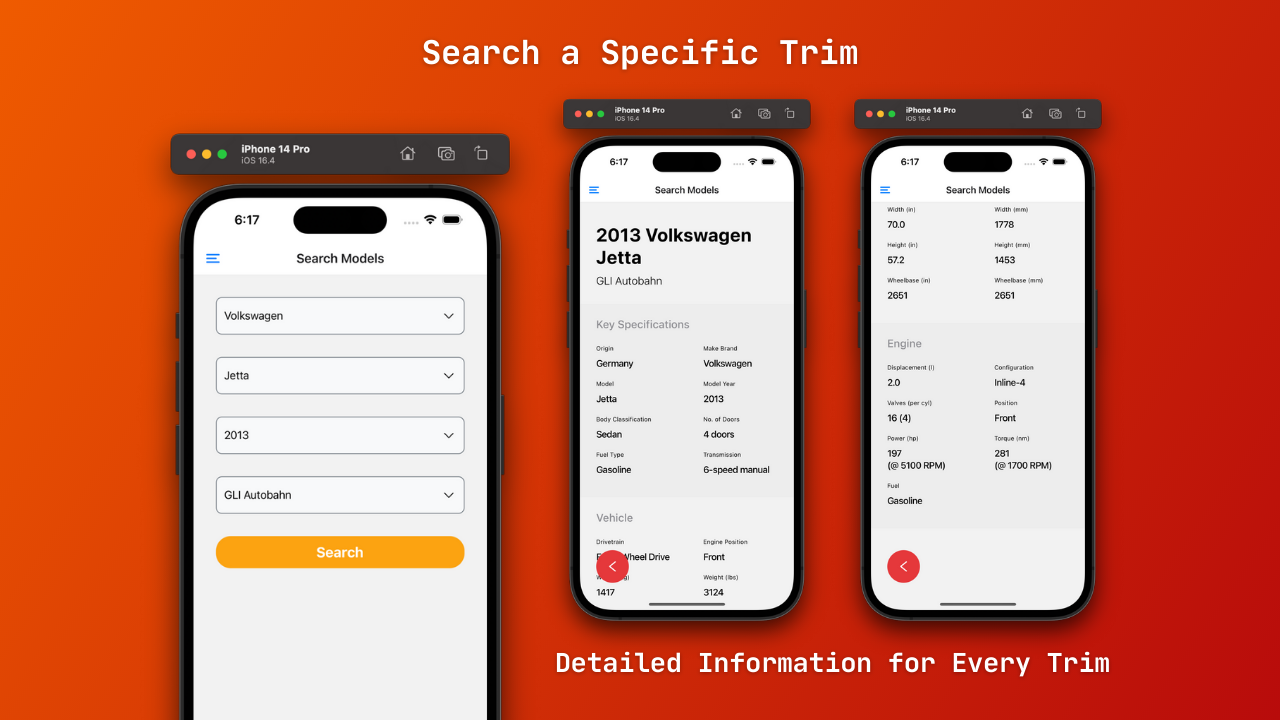 Search a Specific Trim
iPhone 14 Pro
iOS 16.4
6:17
Search Models
Volkswagen
Jetta
2013
GLI Autobahn
Search
iPhone 14 Pro
iOS 16.4
6:17
Search Models
2013 Volkswagen
Jetta
GLI Autobahn
Key Specifications
Origin Make Brand
Germany Volkswagen
Model Model Year
Jetta 2013
Body Classification No. of Doors
Sedan 4 doors
Fuel Type Transmission
Gasoline 6-speed manual
Vehicle
Drivetrain Engine Position
Wheel Drive Front
Weight (lbs)
1417 3124
iPhone 14 Pro
iOS 16.4
6:17
Search Models
Width (in) Width (mm)
70.0 1778
Height (in) Height (mm)
57.2 1453
Wheelbase (in) Wheelbase (mm)
2651 2651
Engine
Displacement (l) Configuration
2.0 Inline-4
Valves (per cyl) Position
16 (4) Front
Power (hp) Torque (nm)
197 281
(@ 5100 RPM) (@ 1700 RPM)
Fuel
Gasoline
Detailed Information for Every Trim